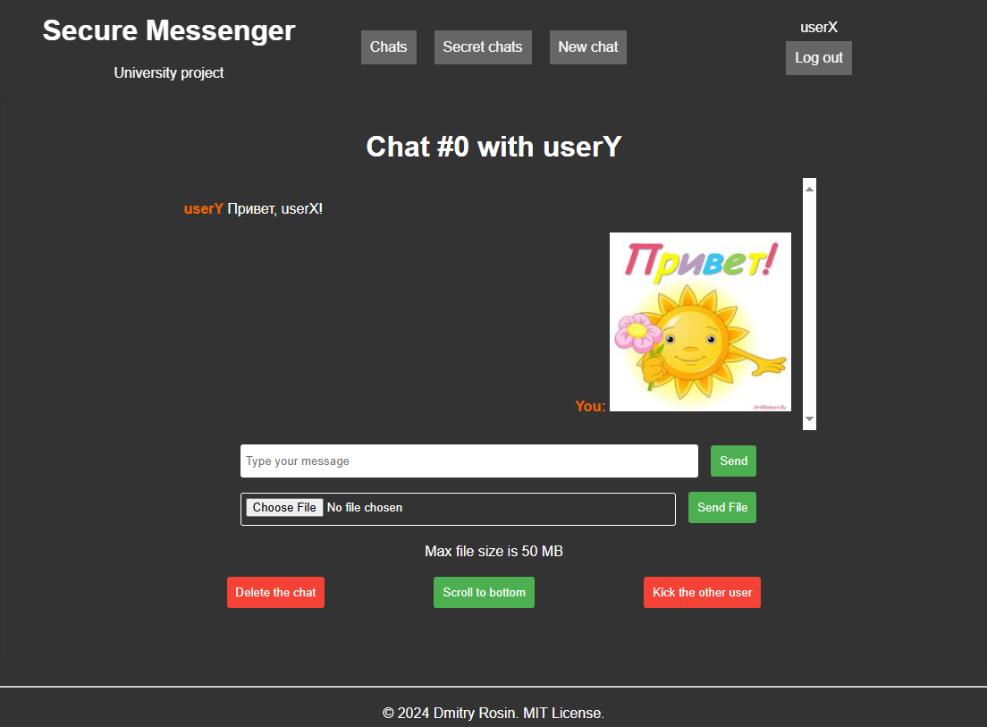 Secure Messenger
University project
Chats
Secret chats
New chat
userX
Log out
Chat #0 with userY
userY Привет, userX!
Привет!
You:
Type your message
Send
Choose File No file chosen
Send File
Max file size is 50 MB
Delete the chat
Scroll to bottom
Kick the other user
© 2024 Dmitry Rosin. MIT License.